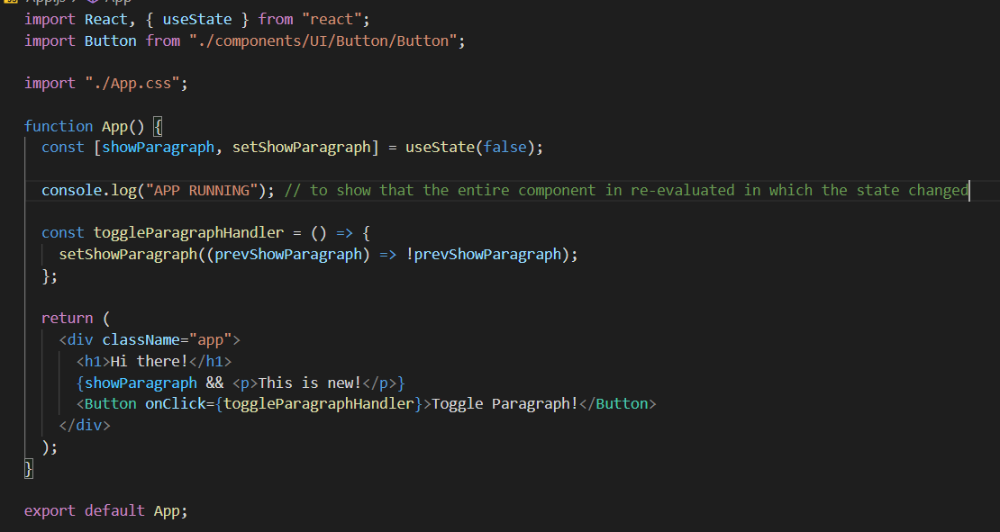 App.js > App
import React, { useState } from "react";
import Button from "./components/UI/Button/Button";
import "./App.css";
function App() {
const [showParagraph, setShowParagraph] = useState(false);
console.log("APP RUNNING"); // to show that the entire component in re-evaluated in which the state changed
const toggleParagraphHandler = () => {
setShowParagraph((prevShowParagraph) => !prevShowParagraph);
};
return (
<div className="app">
<h1>Hi there!</h1>
{showParagraph && <p>This is new!</p>}
<Button onClick={toggleParagraphHandler}>Toggle Paragraph!</Button>
</div>
);
}
export default App;